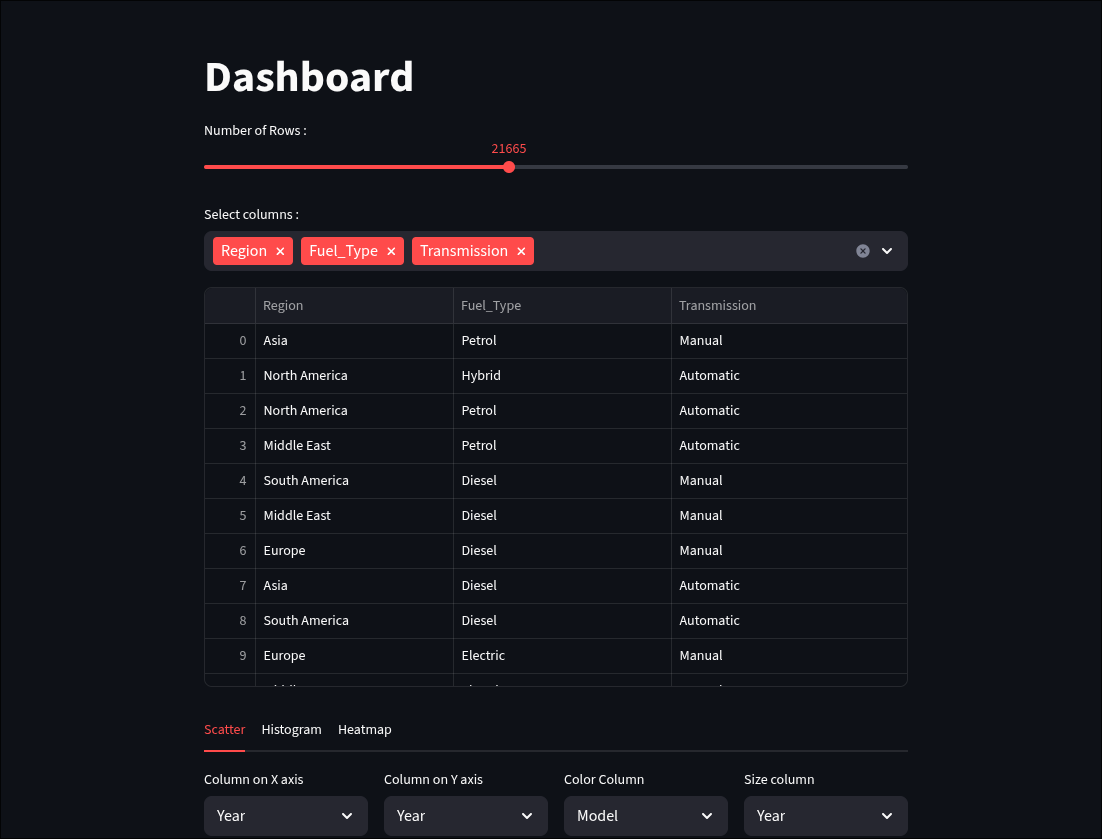 Dashboard
Number of Rows :
21665
Select columns :
Region Fuel_Type Transmission
Region Fuel_Type Transmission
0 Asia Petrol Manual
1 North America Hybrid Automatic
2 North America Petrol Automatic
3 Middle East Petrol Automatic
4 South America Diesel Manual
5 Middle East Diesel Manual
6 Europe Diesel Manual
7 Asia Diesel Automatic
8 South America Diesel Automatic
9 Europe Electric Manual
Scatter Histogram Heatmap
Column on X axis Column on Y axis Color Column Size column
Year Year Model Year